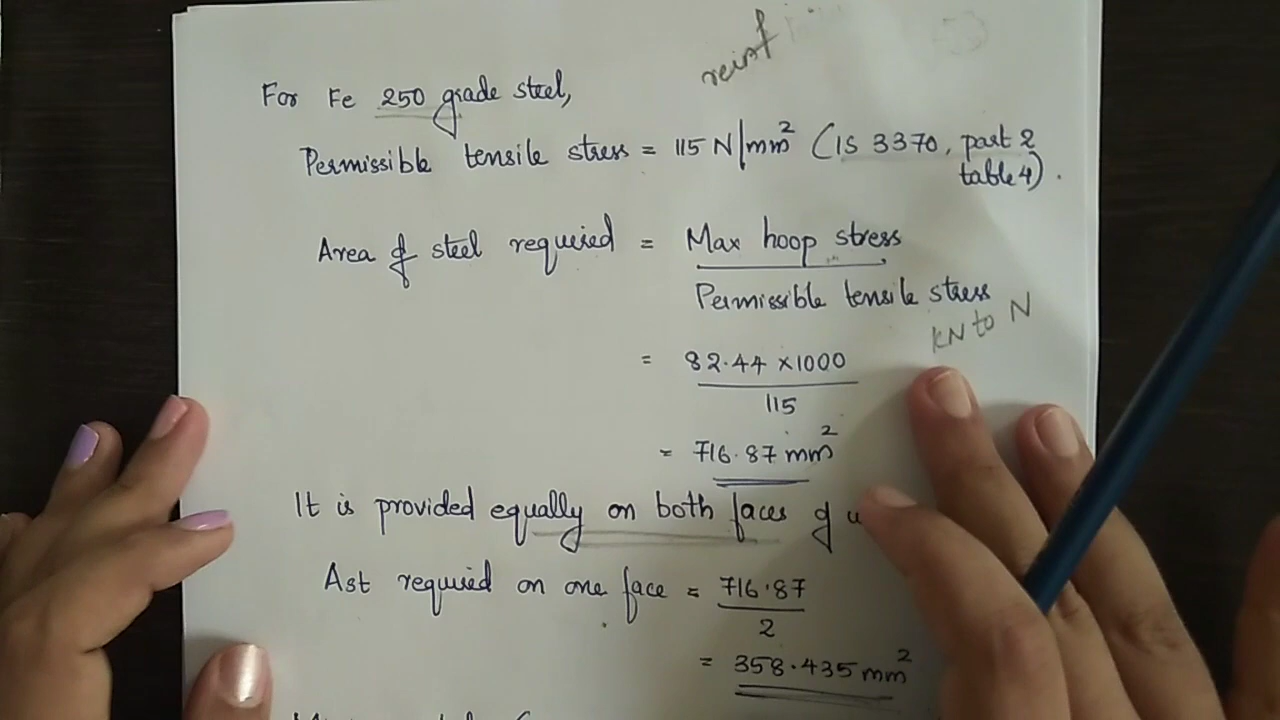 reinf
For Fe 250 grade steel,
Permissible tensile stress = 115 N/mm² (IS 3370, part 2
table 4).
Area of steel required = Max hoop stress
Permissible tensile stress
kN to N
= 82.44 × 1000
115
= 716.87 mm²
It is provided equally on both faces of
Ast required on one face = 716.87
2
= 358.435 mm²